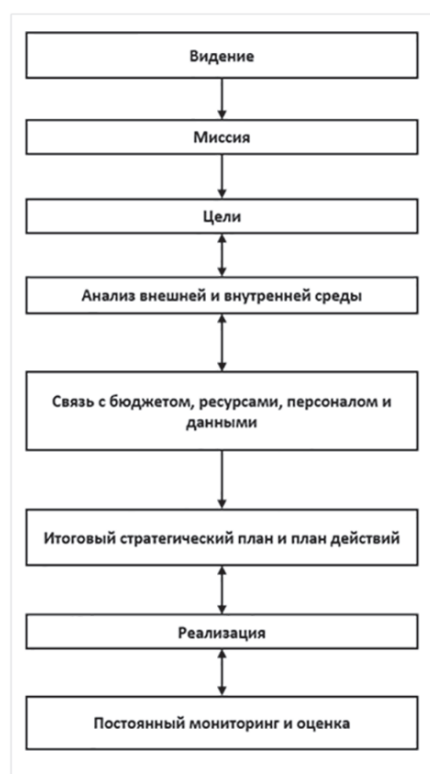 Видение
Миссия
Цели
Анализ внешней и внутренней среды
Связь с бюджетом, ресурсами, персоналом и
данными
Итоговый стратегический план и план действий
Реализация
Постоянный мониторинг и оценка